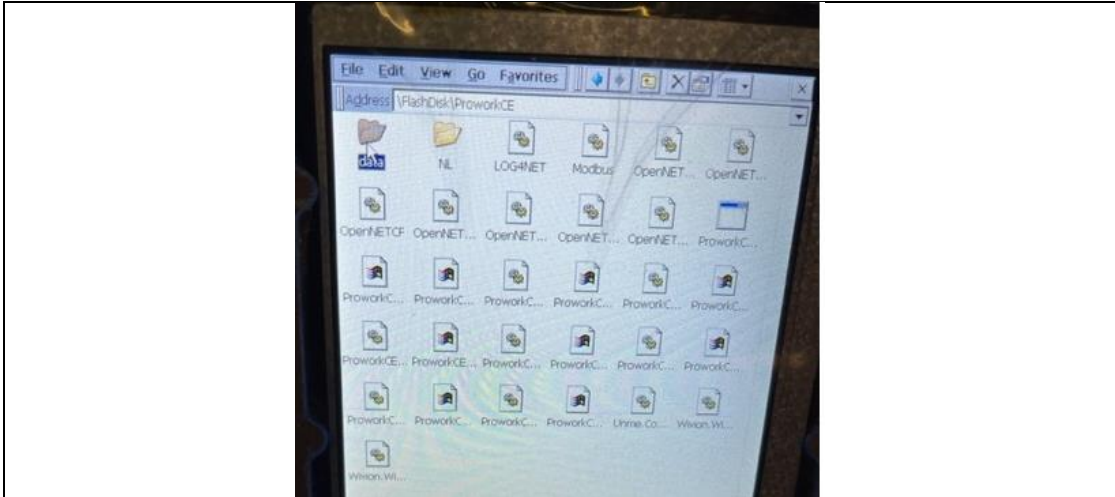 File Edit View Go Favorites
Address \FlashDisk\ProworkCE
data NL LOG4NET Modbus OpenNET... OpenNET...
OpenNETCF OpenNET... OpenNET... OpenNET... OpenNET... ProworkC...
ProworkC... ProworkC... ProworkC... ProworkC... ProworkC... ProworkC...
ProworkCE... ProworkCE... ProworkC... ProworkC... ProworkC... ProworkC...
ProworkC... ProworkC... ProworkC... ProworkC... Unme.Co... Wivion.Wi...
Wivion.Wi...